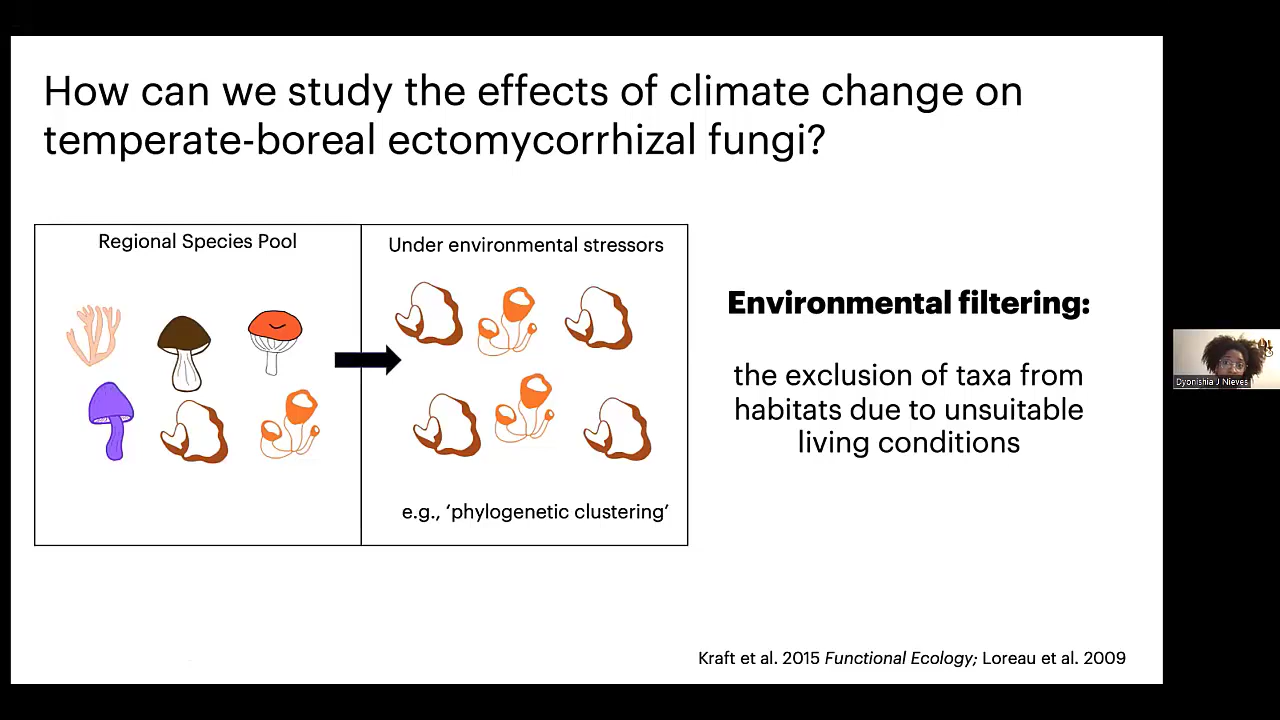 How can we study the effects of climate change on
temperate-boreal ectomycorrhizal fungi?
Regional Species Pool
Under environmental stressors
e.g., ‘phylogenetic clustering’
Environmental filtering:
the exclusion of taxa from
habitats due to unsuitable
living conditions
Dyonishia J Nieves
Kraft et al. 2015 Functional Ecology; Loreau et al. 2009